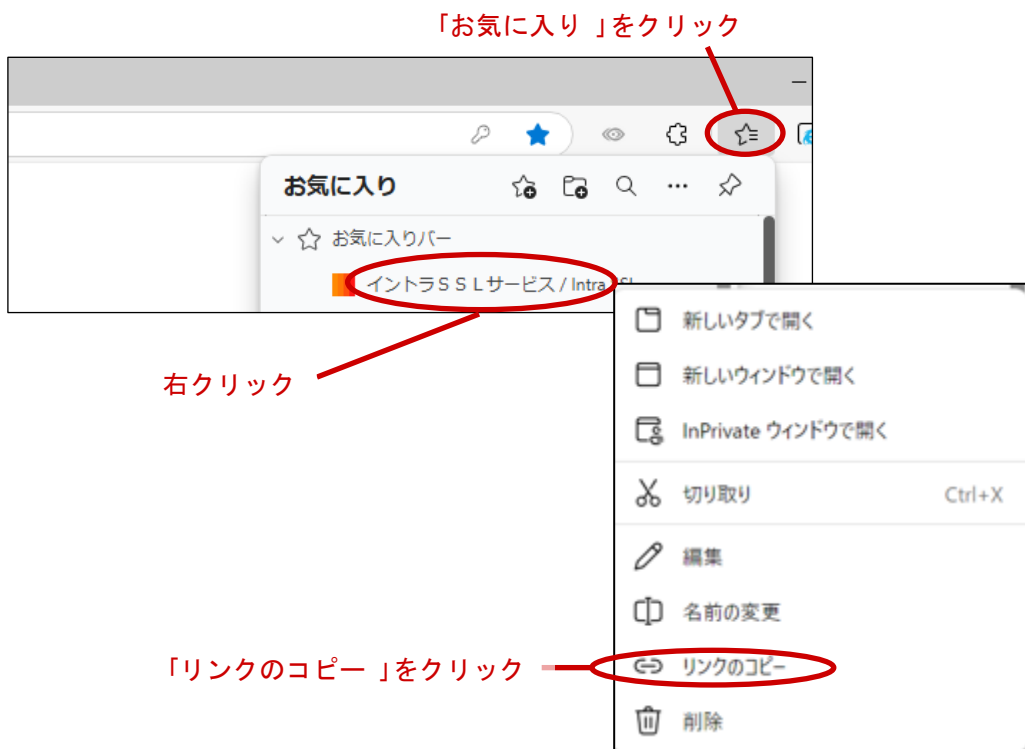 「お気に入り 」をクリック
お気に入り
お気に入りバー
イントラＳＳＬサービス / Intra
右クリック
新しいタブで開く
新しいウィンドウで開く
InPrivate ウィンドウで開く
切り取り Ctrl+X
編集
名前の変更
「リンクのコピー 」をクリック
リンクのコピー
削除